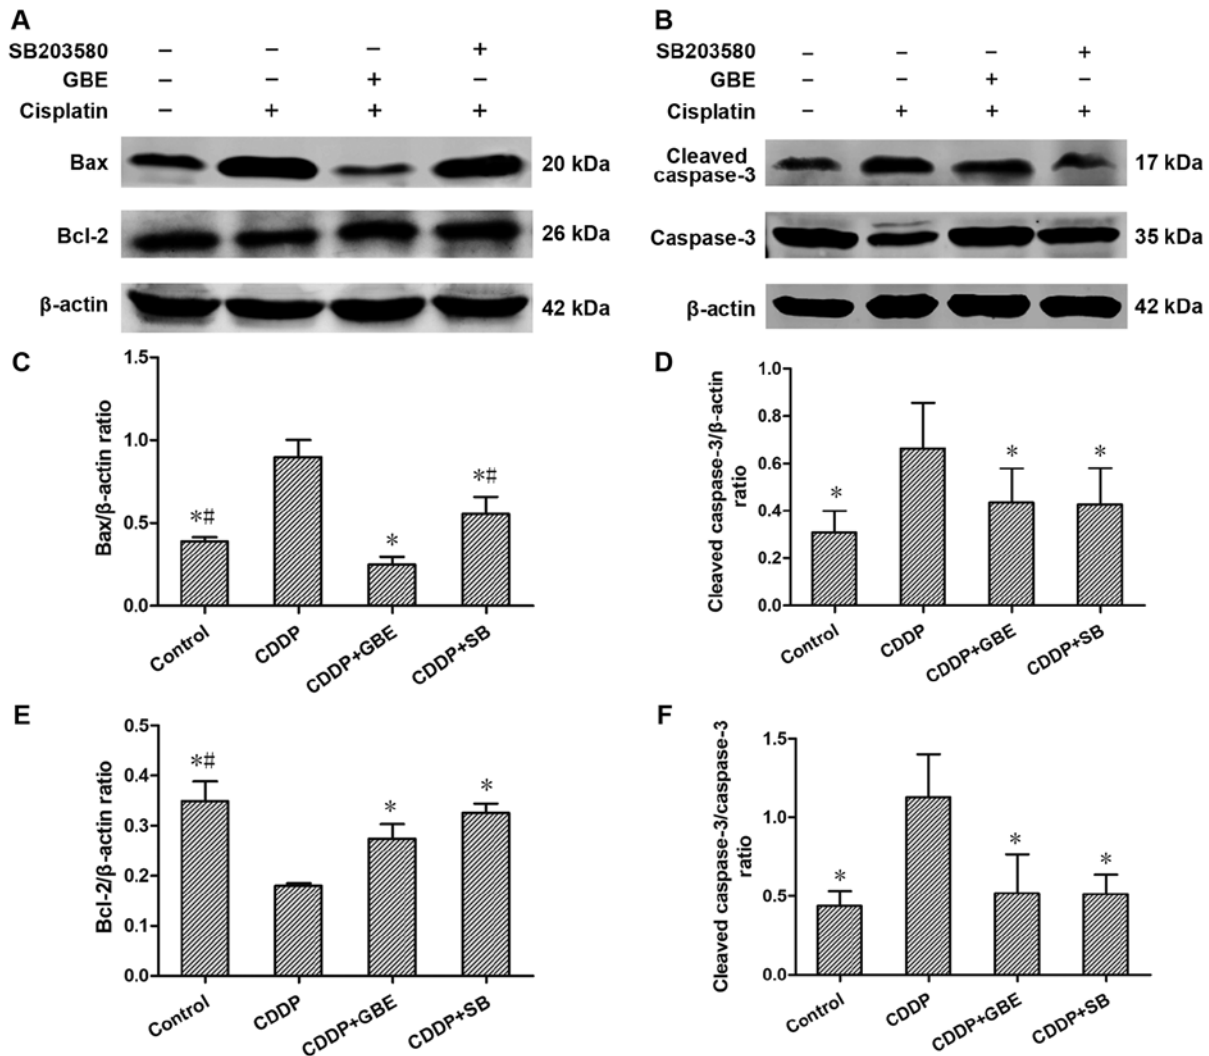 A
SB203580 – – – +
GBE – – + –
Cisplatin – + + +
Bax 20 kDa
Bcl-2 26 kDa
β-actin 42 kDa
B
SB203580 – – – +
GBE – – + –
Cisplatin – + + +
Cleaved
caspase-3 17 kDa
Caspase-3 35 kDa
β-actin 42 kDa
C
Bax/β-actin ratio
1.5
1.0
0.5
0.0
*#
*
*#
Control
CDDP
CDDP+GBE
CDDP+SB
D
Cleaved caspase-3/β-actin
ratio
1.0
0.8
0.6
0.4
0.2
0.0
*
*
*
Control
CDDP
CDDP+GBE
CDDP+SB
E
Bcl-2/β-actin ratio
0.5
0.4
0.3
0.2
0.1
0.0
*#
*
*
Control
CDDP
CDDP+GBE
CDDP+SB
F
Cleaved caspase-3/caspase-3
ratio
1.5
1.0
0.5
0.0
*
*
*
Control
CDDP
CDDP+GBE
CDDP+SB